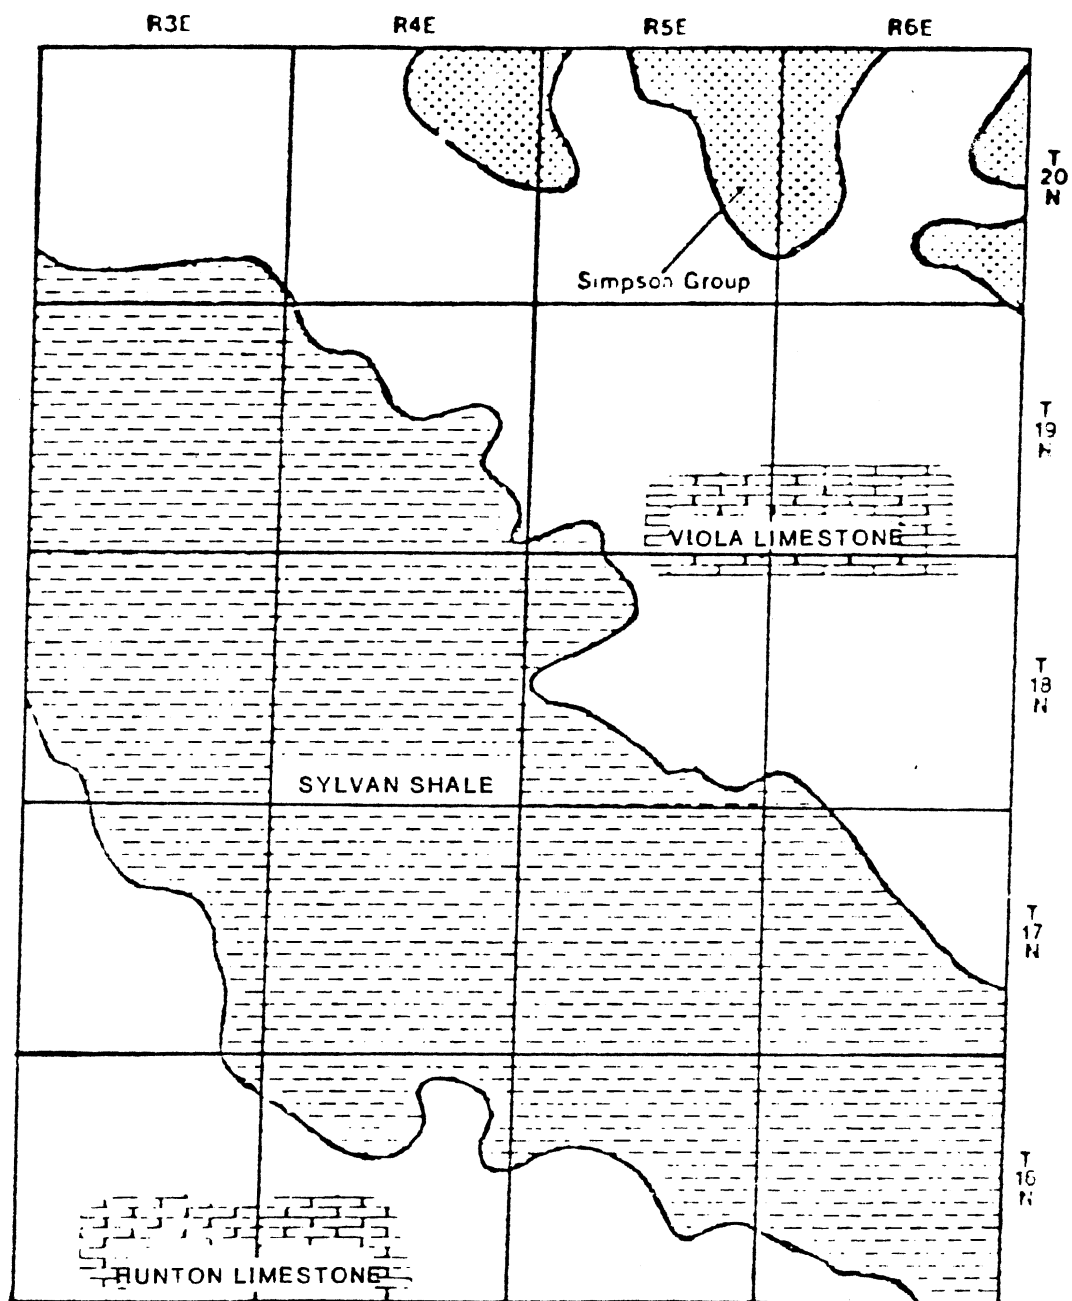 R3E R4E R5E R6E
T
20
N
Simpson Group
T
19
N
VIOLA LIMESTONE
T
18
N
SYLVAN SHALE
T
17
N
T
16
N
HUNTON LIMESTONE